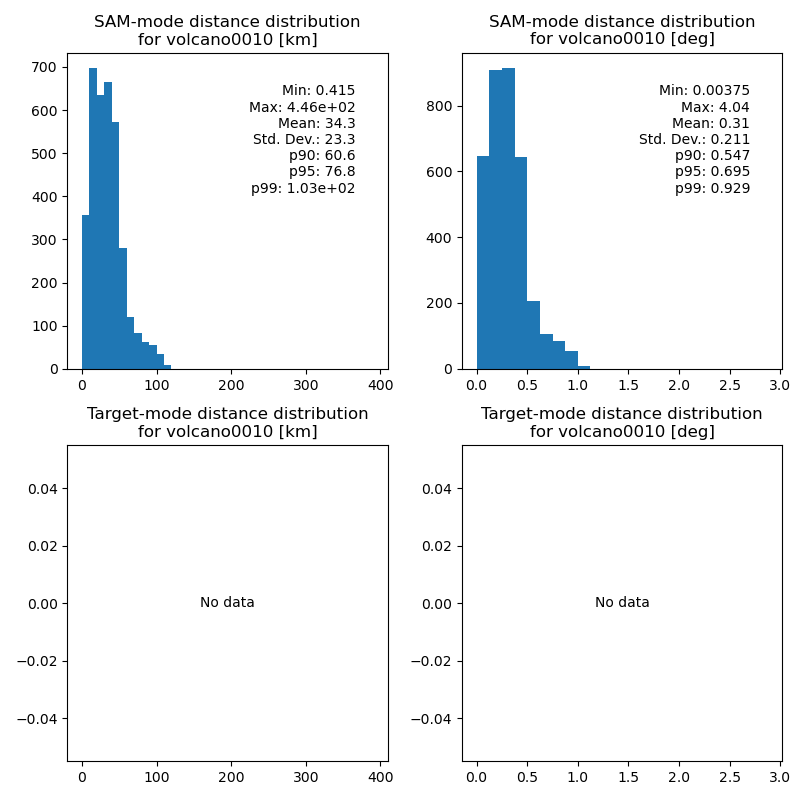 SAM-mode distance distribution
for volcano0010 [km]
700
600
500
400
300
200
100
0
Min: 0.415
Max: 4.46e+02
Mean: 34.3
Std. Dev.: 23.3
p90: 60.6
p95: 76.8
p99: 1.03e+02
0 100 200 300 400
SAM-mode distance distribution
for volcano0010 [deg]
800
600
400
200
0
Min: 0.00375
Max: 4.04
Mean: 0.31
Std. Dev.: 0.211
p90: 0.547
p95: 0.695
p99: 0.929
0.0 0.5 1.0 1.5 2.0 2.5 3.0
Target-mode distance distribution
for volcano0010 [km]
0.04
0.02
0.00
−0.02
−0.04
No data
0 100 200 300 400
Target-mode distance distribution
for volcano0010 [deg]
0.04
0.02
0.00
−0.02
−0.04
No data
0.0 0.5 1.0 1.5 2.0 2.5 3.0